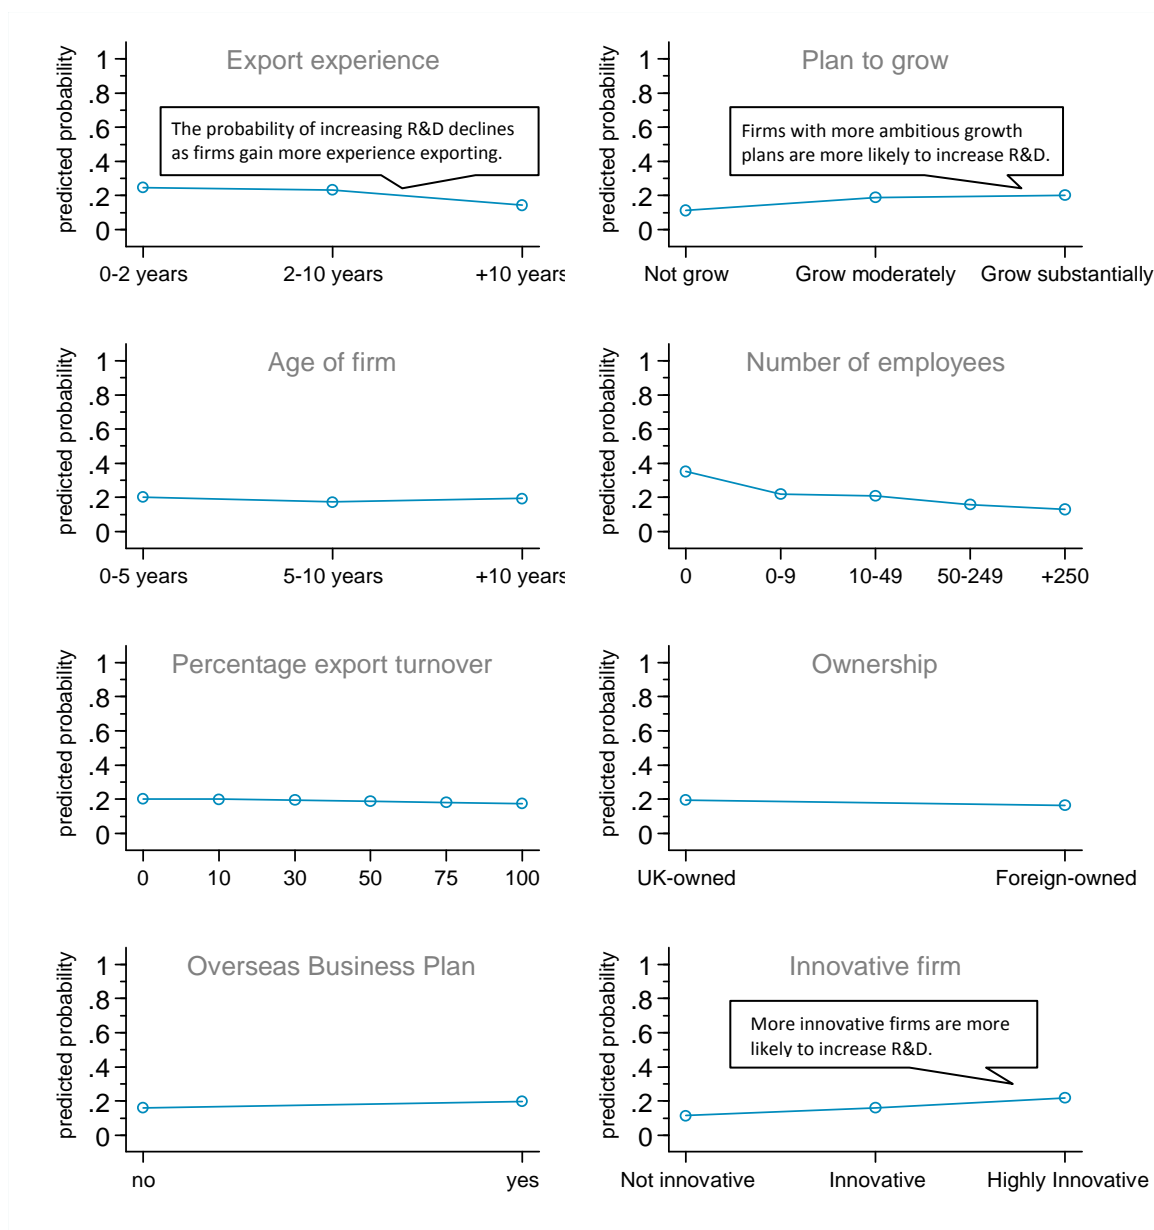 Export experience
The probability of increasing R&D declines
as firms gain more experience exporting.
predicted probability
1
.8
.6
.4
.2
0
0-2 years
2-10 years
+10 years
Plan to grow
Firms with more ambitious growth
plans are more likely to increase R&D.
predicted probability
1
.8
.6
.4
.2
0
Not grow
Grow moderately
Grow substantially
Age of firm
predicted probability
1
.8
.6
.4
.2
0
0-5 years
5-10 years
+10 years
Number of employees
predicted probability
1
.8
.6
.4
.2
0
0
0-9
10-49
50-249
+250
Percentage export turnover
predicted probability
1
.8
.6
.4
.2
0
0
10
30
50
75
100
Ownership
predicted probability
1
.8
.6
.4
.2
0
UK-owned
Foreign-owned
Overseas Business Plan
predicted probability
1
.8
.6
.4
.2
0
no
yes
Innovative firm
More innovative firms are more
likely to increase R&D.
predicted probability
1
.8
.6
.4
.2
0
Not innovative
Innovative
Highly Innovative